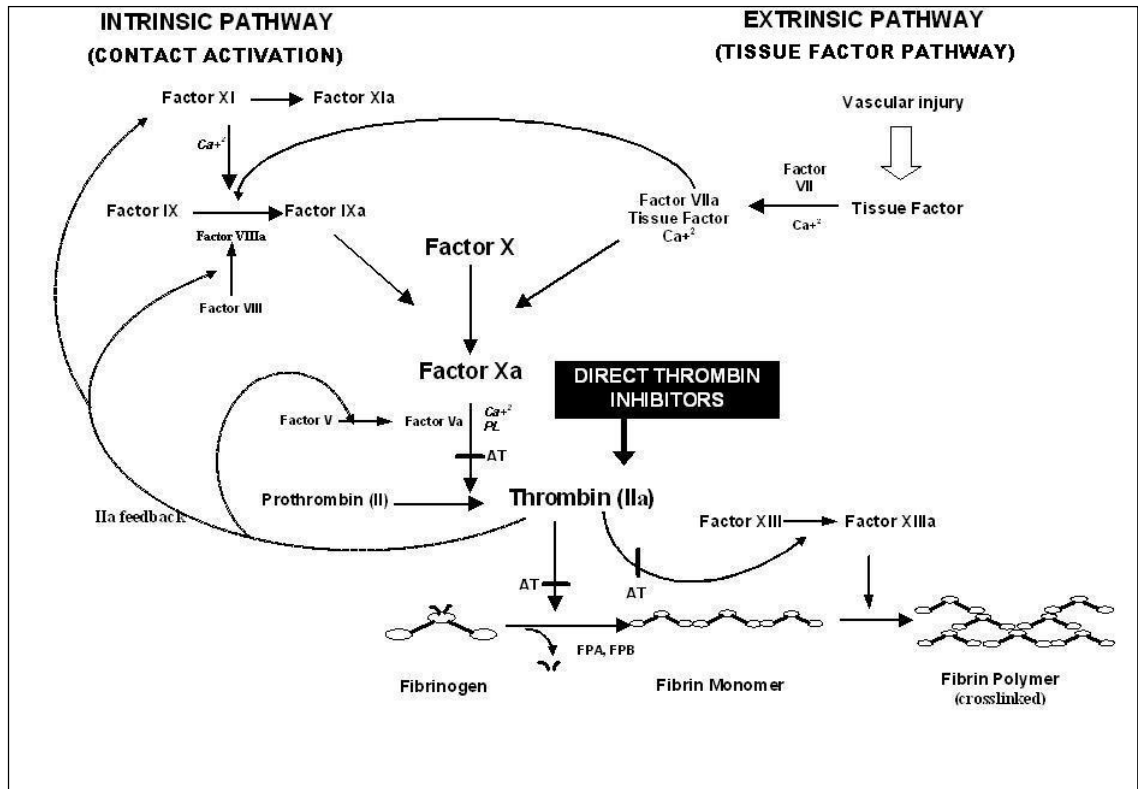 INTRINSIC PATHWAY
(CONTACT ACTIVATION)
EXTRINSIC PATHWAY
(TISSUE FACTOR PATHWAY)
Factor XI
Factor XIa
Vascular injury
Ca+²
Factor
VII
Factor IX
Factor IXa
Factor VIIa
Tissue Factor
Ca+²
Ca+²
Tissue Factor
Factor VIIIa
Factor X
Factor VIII
Factor Xa
DIRECT THROMBIN
INHIBITORS
Factor V
Factor Va
Ca+²
PL
AT
Prothrombin (II)
Thrombin (IIa)
IIa feedback
Factor XIII
Factor XIIIa
AT
AT
FPA, FPB
Fibrinogen
Fibrin Monomer
Fibrin Polymer
(crosslinked)